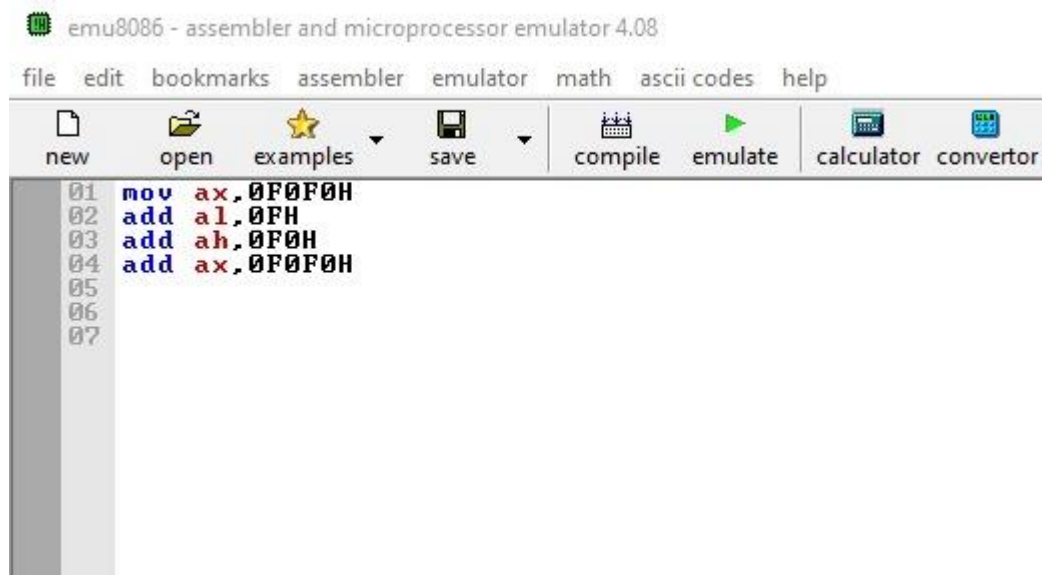 emu8086 - assembler and microprocessor emulator 4.08
file edit bookmarks assembler emulator math ascii codes help
new open examples save compile emulate calculator convertor
01 mov ax,0F0F0H
02 add al,0FH
03 add ah,0F0H
04 add ax,0F0F0H
05
06
07